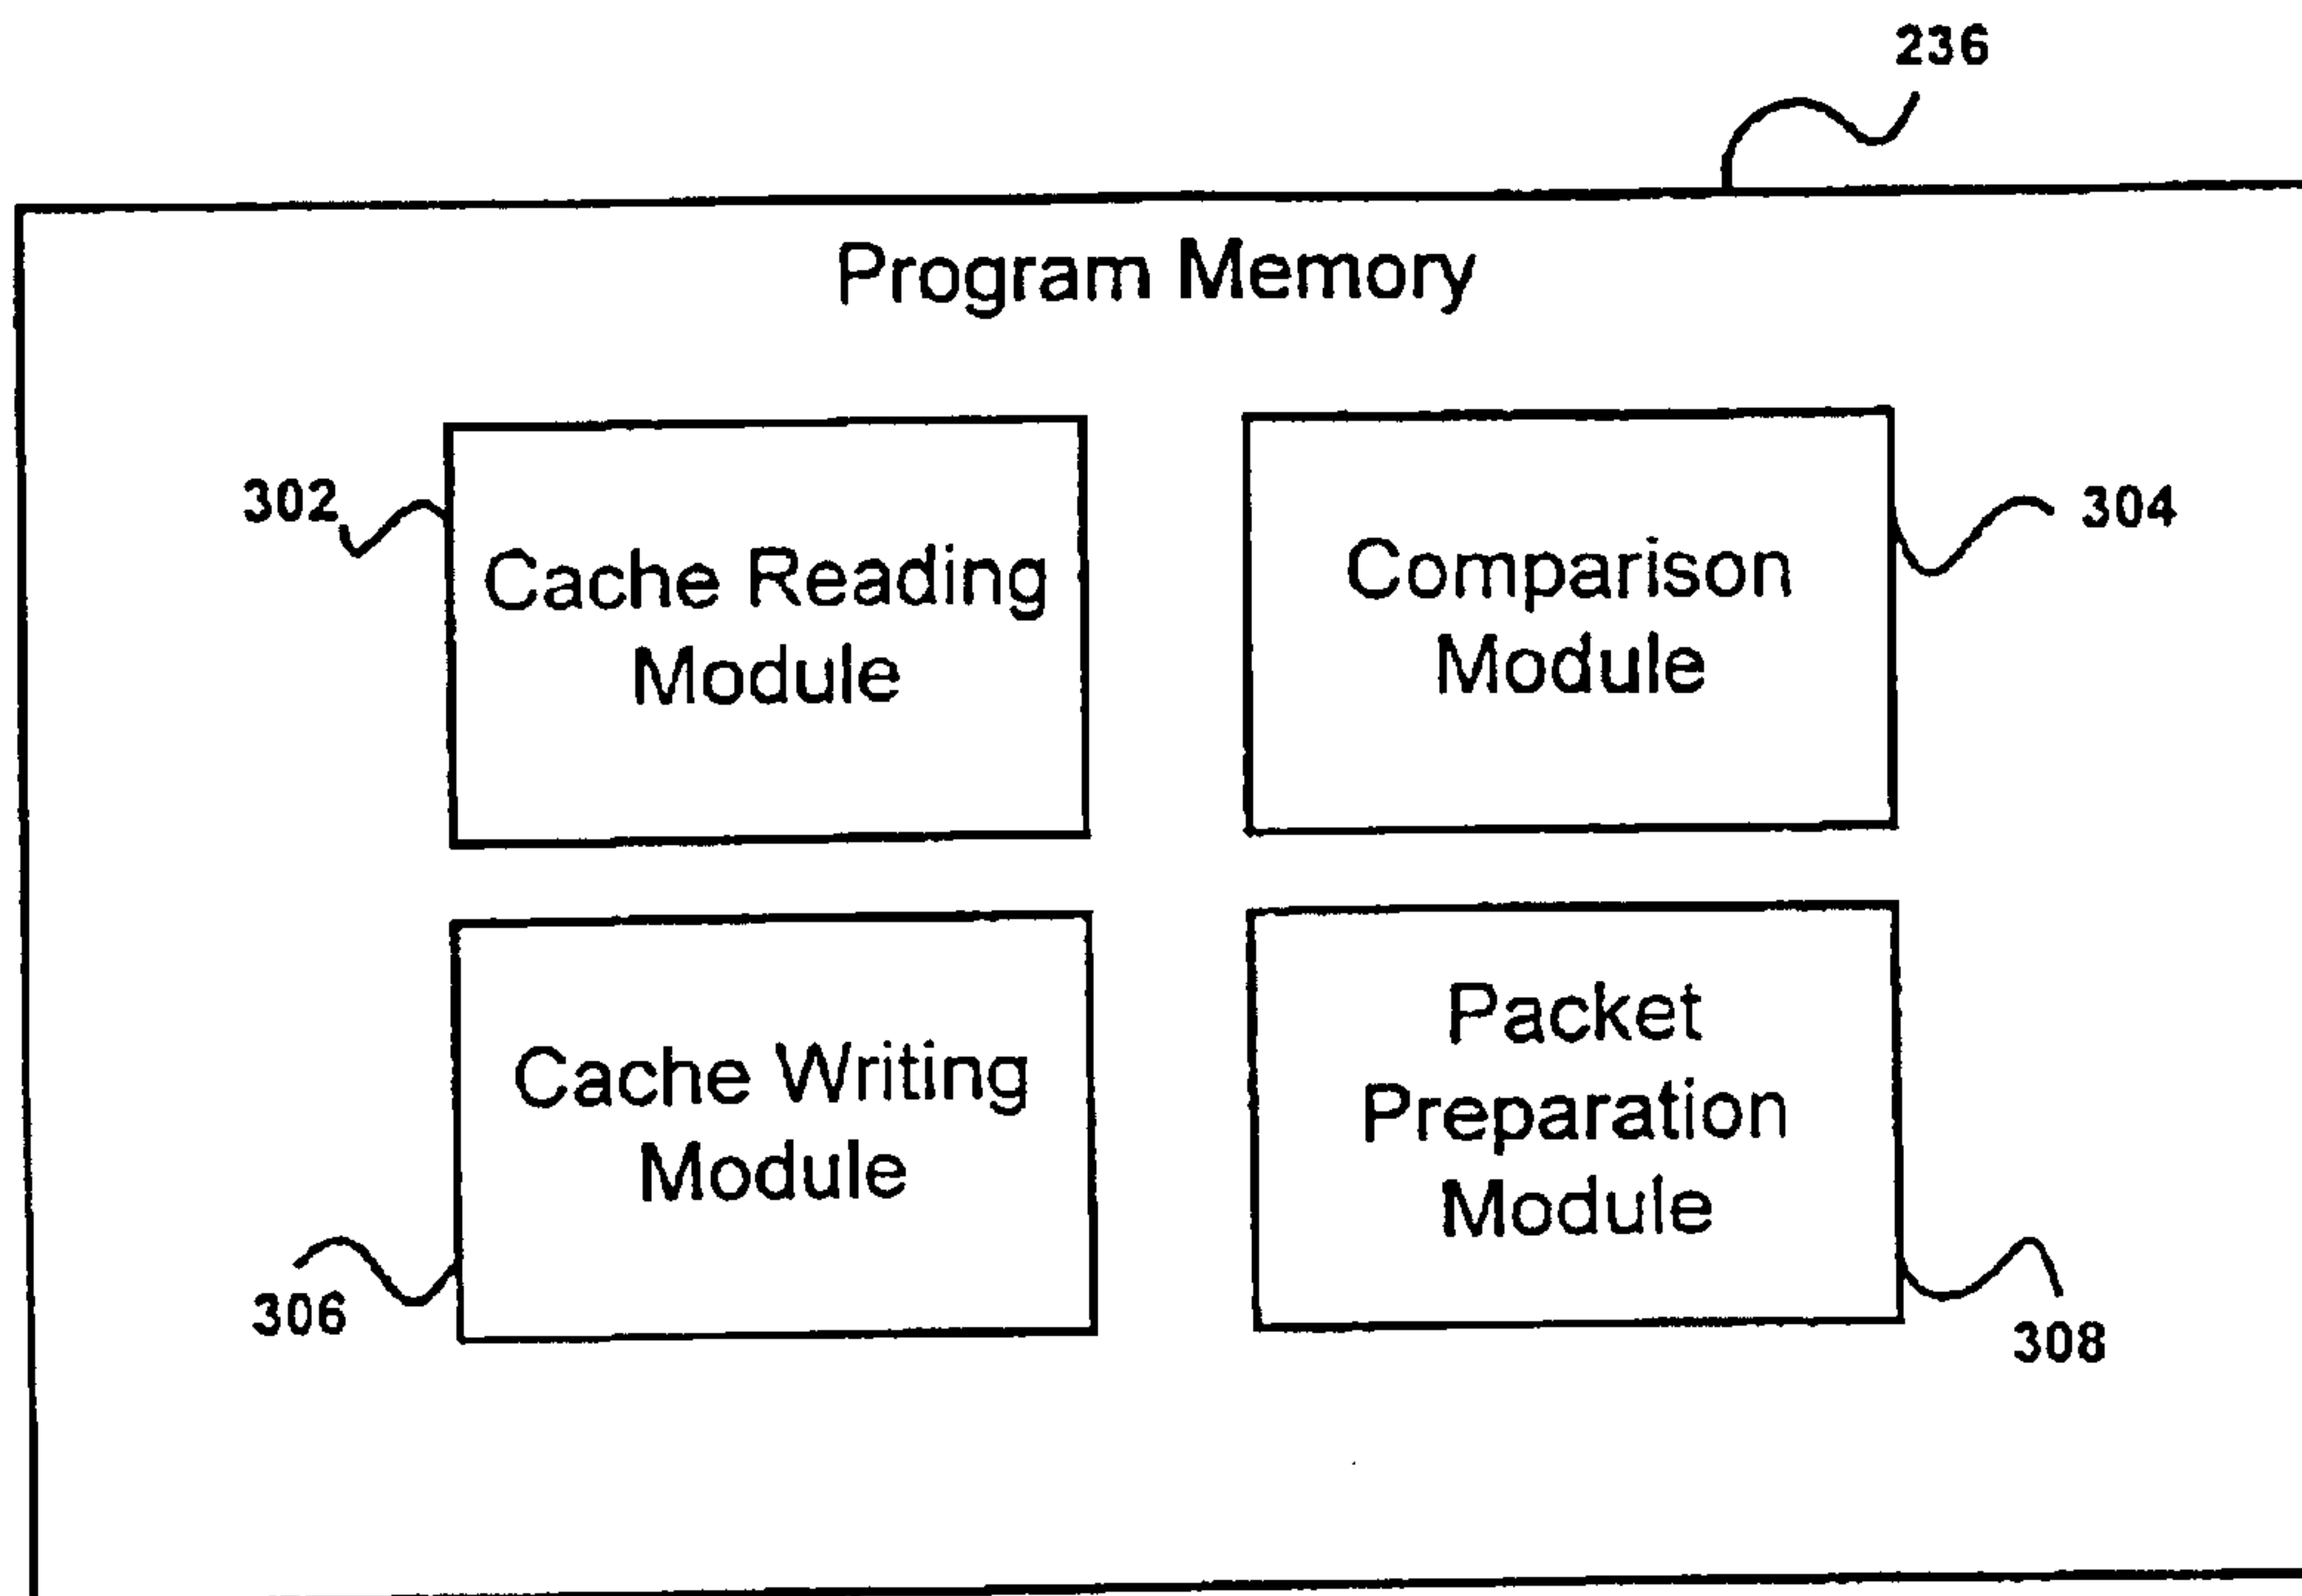 236
Program Memory
302
Cache Reading
Module
Comparison
Module
304
Cache Writing
Module
306
Packet
Preparation
Module
308